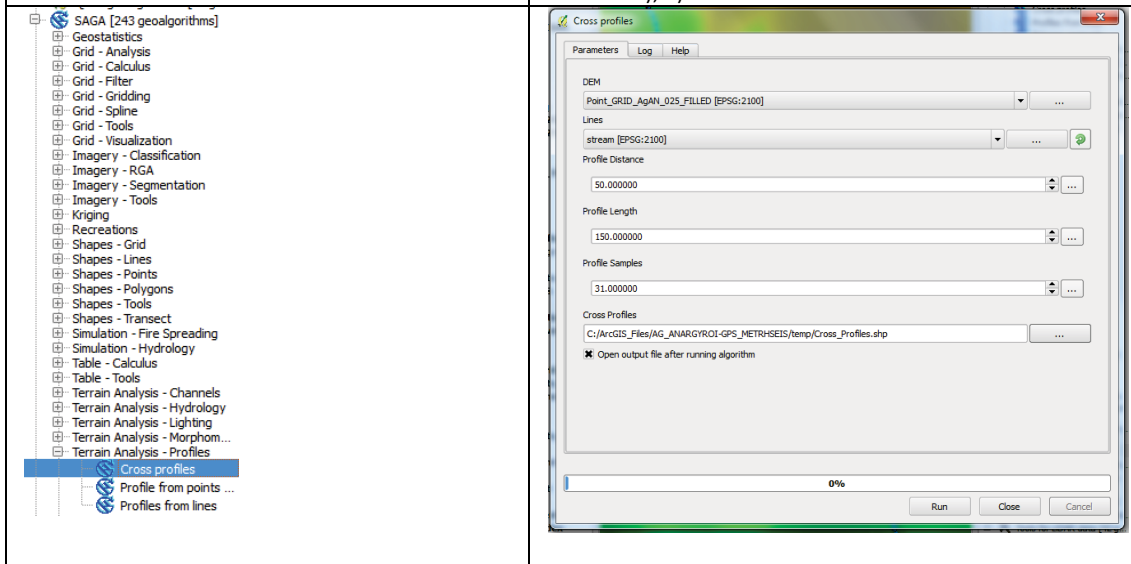 SAGA [243 geoalgorithms]
Geostatistics
Grid - Analysis
Grid - Calculus
Grid - Filter
Grid - Gridding
Grid - Spline
Grid - Tools
Grid - Visualization
Imagery - Classification
Imagery - RGA
Imagery - Segmentation
Imagery - Tools
Kriging
Recreations
Shapes - Grid
Shapes - Lines
Shapes - Points
Shapes - Polygons
Shapes - Tools
Shapes - Transect
Simulation - Fire Spreading
Simulation - Hydrology
Table - Calculus
Table - Tools
Terrain Analysis - Channels
Terrain Analysis - Hydrology
Terrain Analysis - Lighting
Terrain Analysis - Morphom...
Terrain Analysis - Profiles
Cross profiles
Profile from points ...
Profiles from lines
Cross profiles
Parameters Log Help
DEM
Point_GRID_AgAN_025_FILLED [EPSG:2100] ...
Lines
stream [EPSG:2100] ...
Profile Distance
50.000000 ...
Profile Length
150.000000 ...
Profile Samples
31.000000 ...
Cross Profiles
C:/ArcGIS_Files/AG_ANARGYROI-GPS_METRHSEIS/temp/Cross_Profiles.shp ...
Open output file after running algorithm
0%
Run Close Cancel